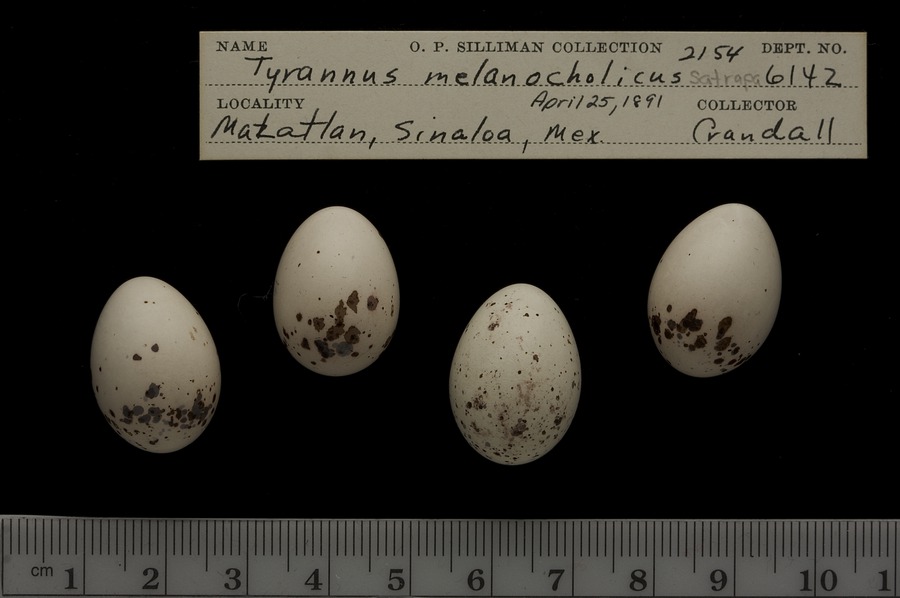 NAME O. P. SILLIMAN COLLECTION 2154 DEPT. NO.
Tyrannus melanocholicus Satrapa 6142
LOCALITY April 25, 1891 COLLECTOR
Mazatlan, Sinaloa, Mex. Crandall
cm 1 2 3 4 5 6 7 8 9 10 1